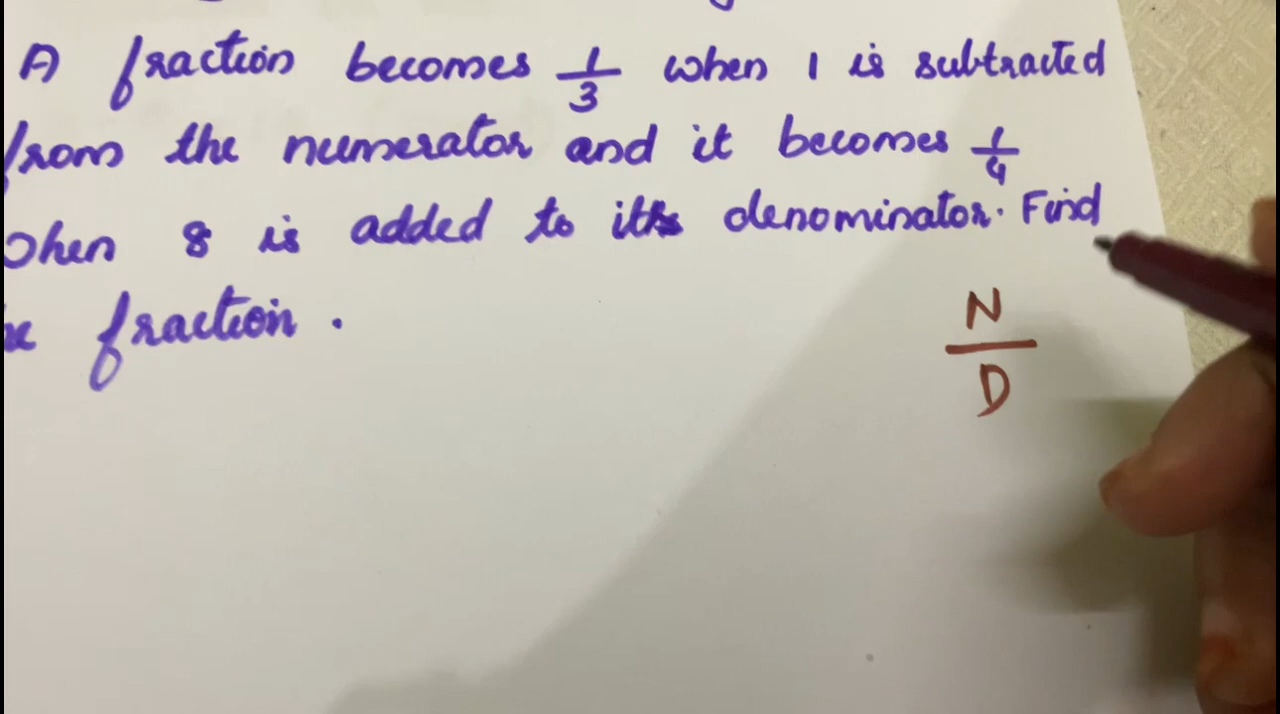 A fraction becomes 1/3 when 1 is subtracted
from the numerator and it becomes 1/4
when 8 is added to its denominator. Find
fraction.
N
D